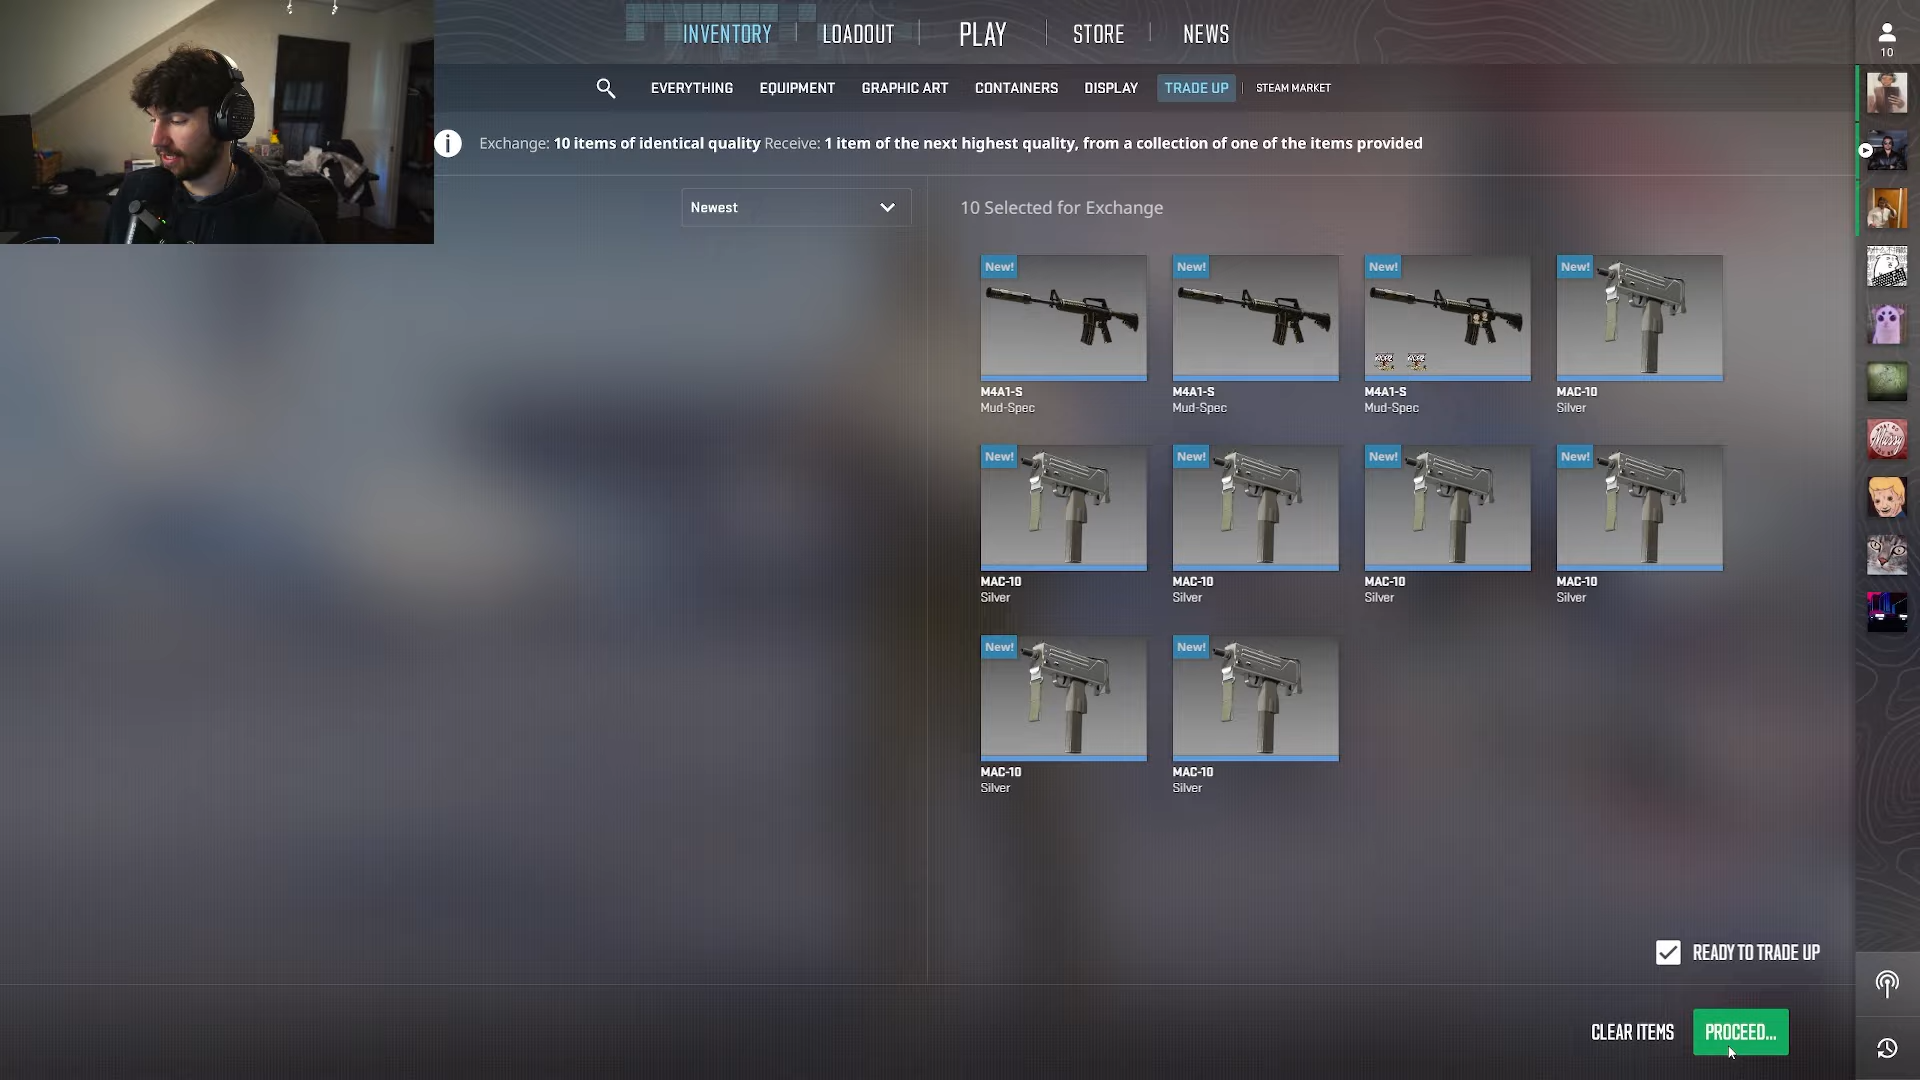 INVENTORY
LOADOUT
PLAY
STORE
NEWS
10
EVERYTHING
EQUIPMENT
GRAPHIC ART
CONTAINERS
DISPLAY
TRADE UP
STEAM MARKET
Exchange: 10 items of identical quality Receive: 1 item of the next highest quality, from a collection of one of the items provided
Newest
10 Selected for Exchange
New!
New!
New!
New!
M4A1-S
Mud-Spec
M4A1-S
Mud-Spec
M4A1-S
Mud-Spec
MAC-10
Silver
New!
New!
New!
New!
MAC-10
Silver
MAC-10
Silver
MAC-10
Silver
MAC-10
Silver
New!
New!
MAC-10
Silver
MAC-10
Silver
READY TO TRADE UP
CLEAR ITEMS
PROCEED...